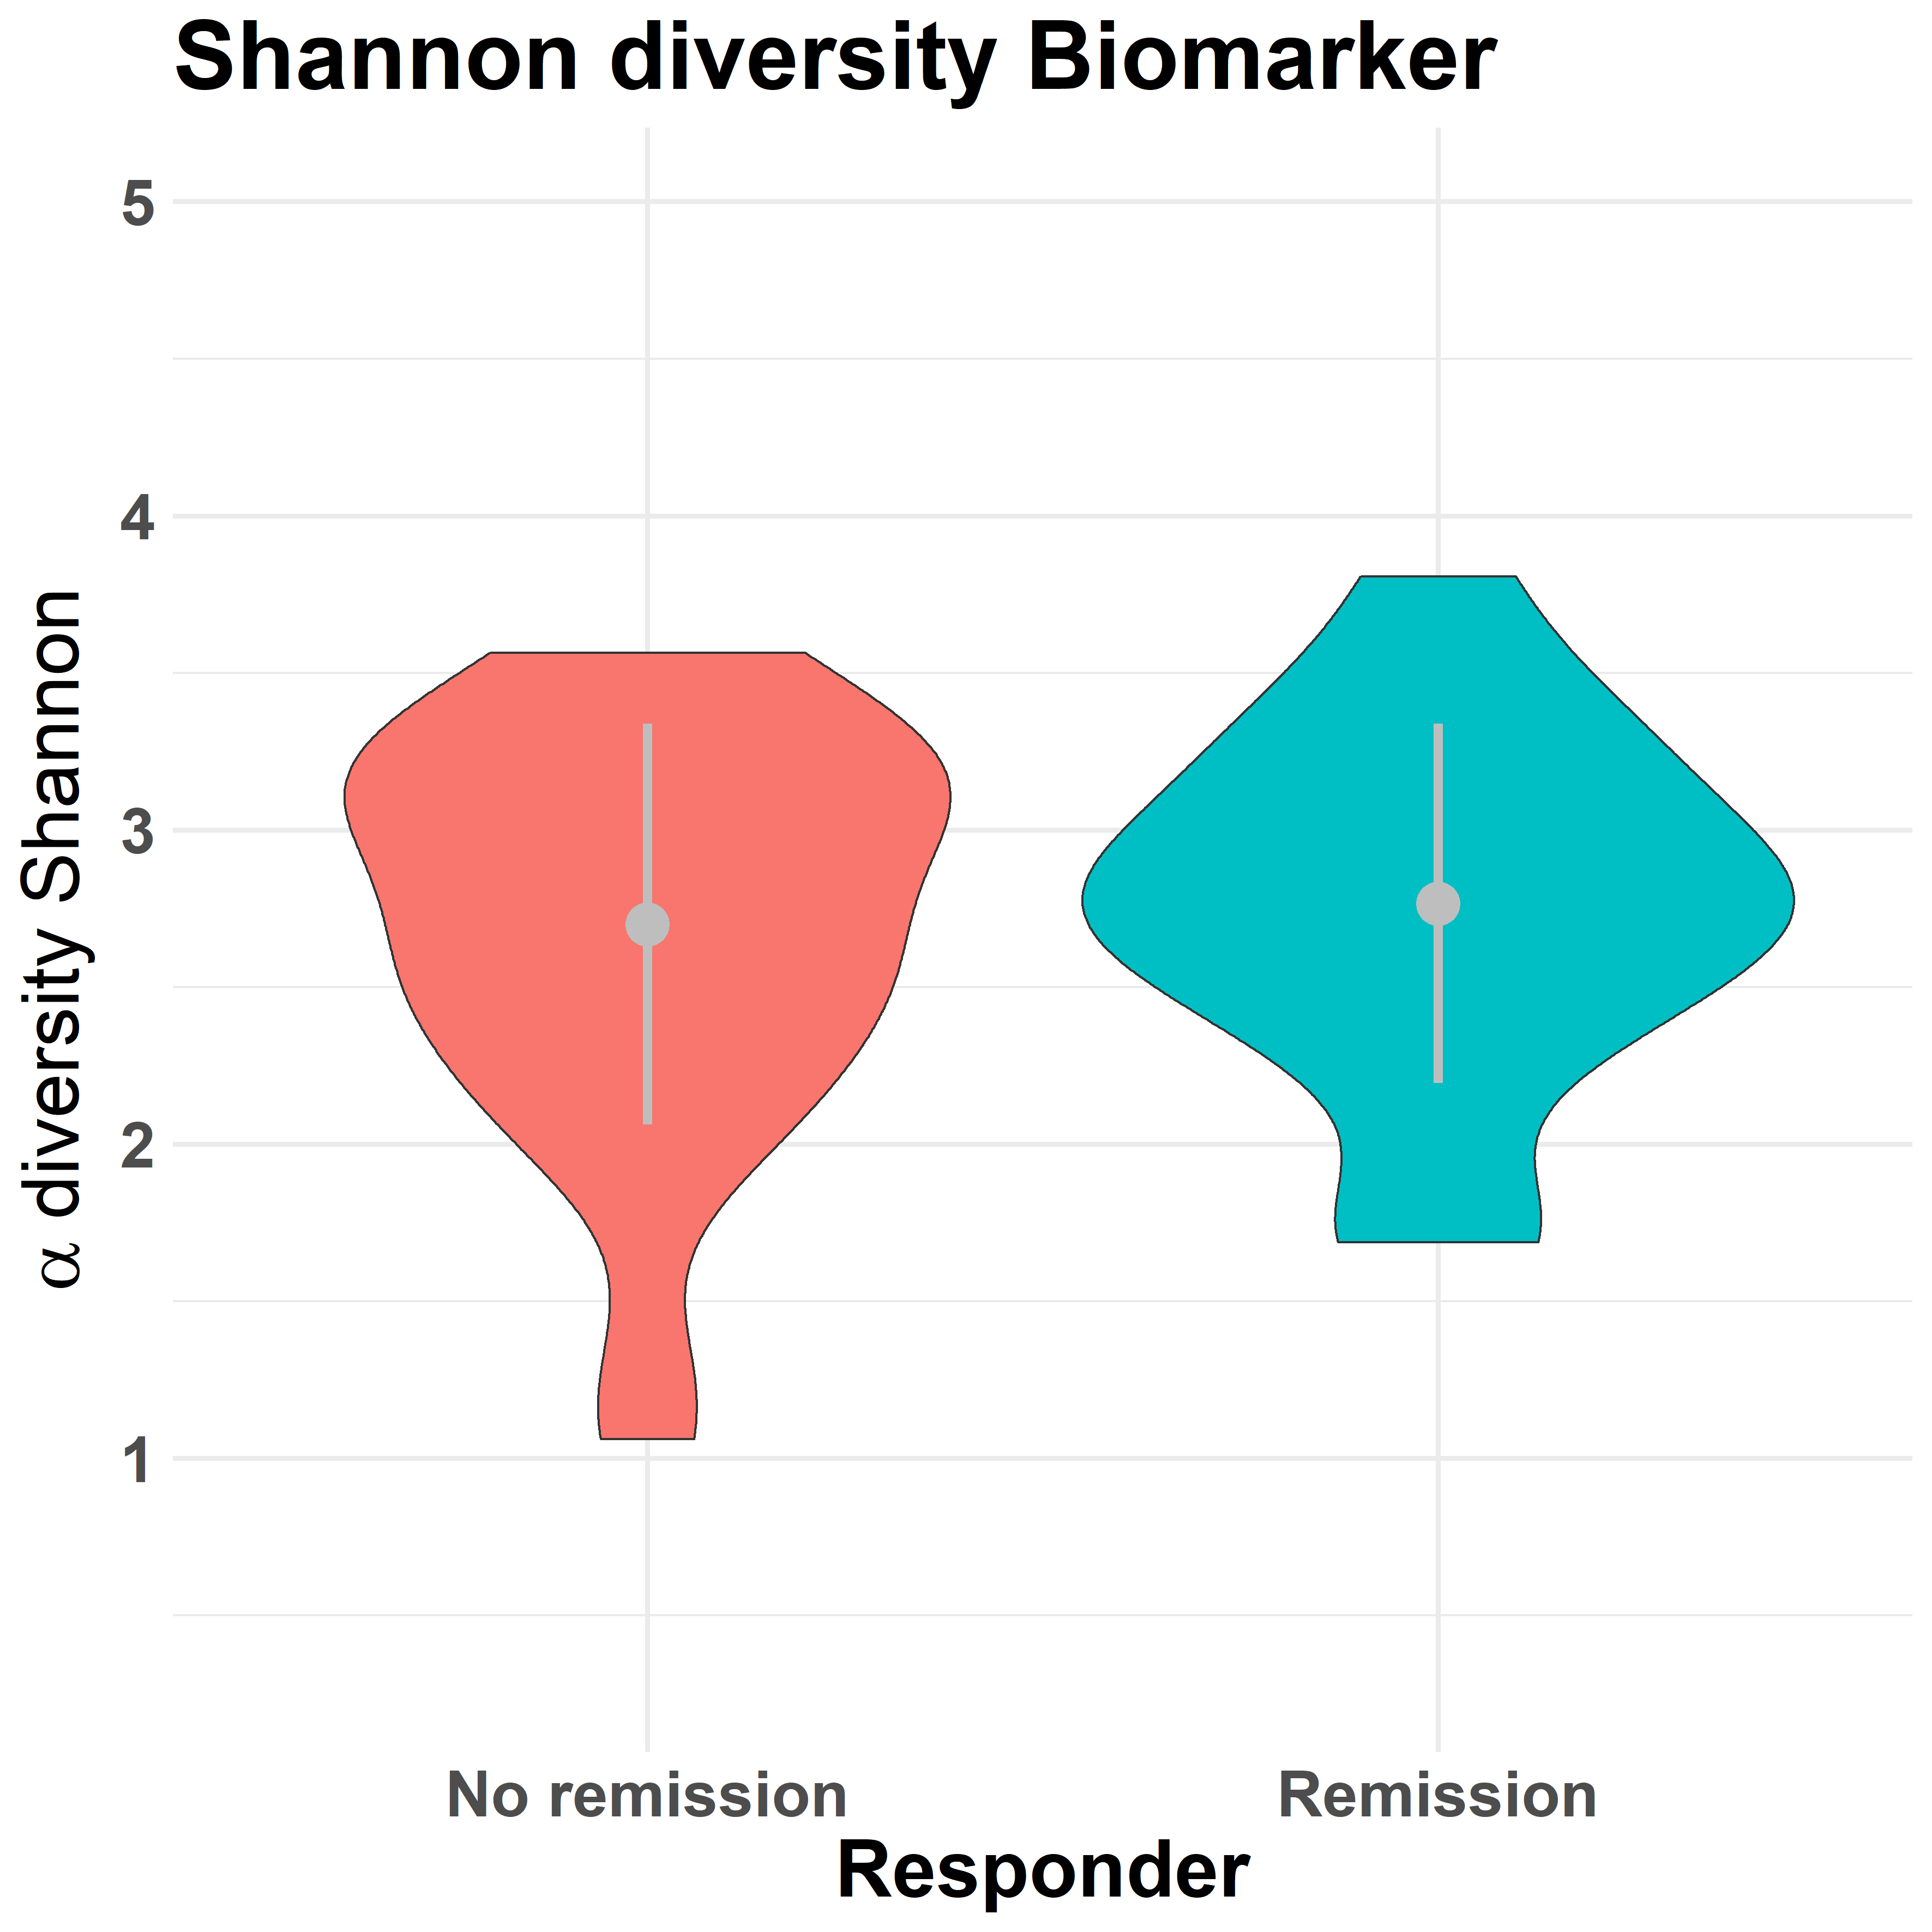 Shannon diversity Biomarker
α diversity Shannon
5
4
3
2
1
No remission
Remission
Responder